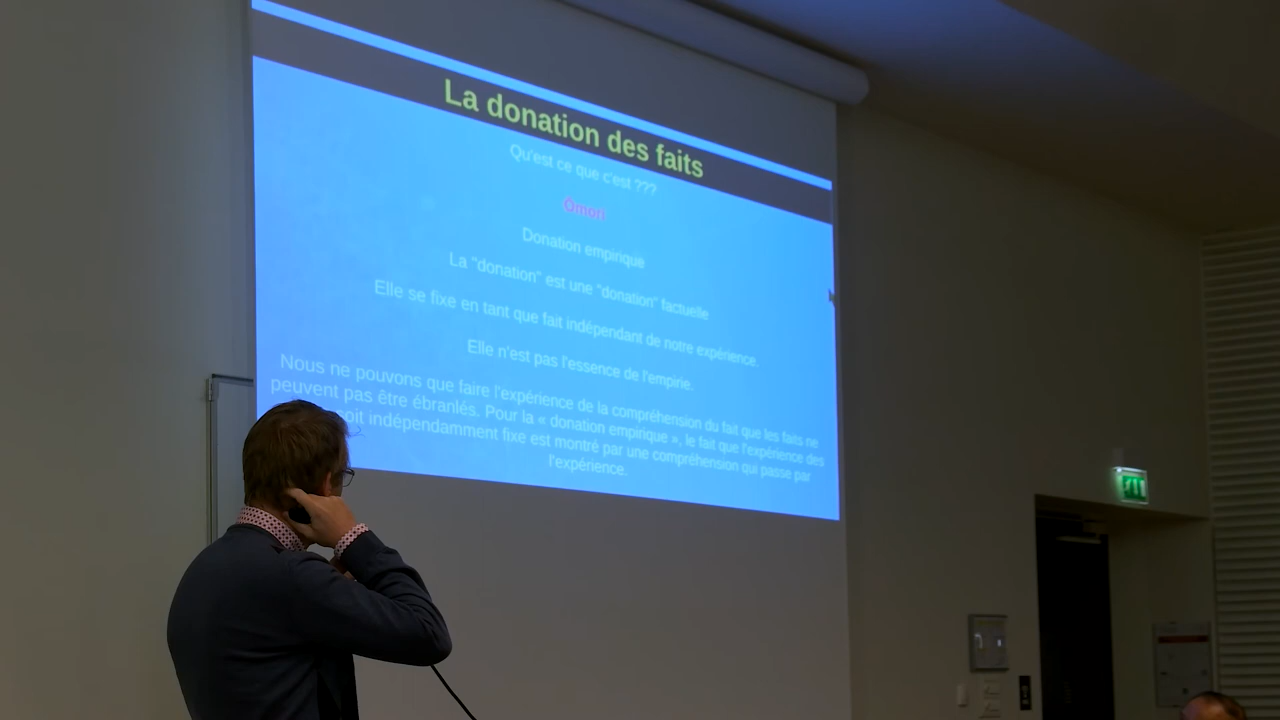 La donation des faits
Qu'est ce que c'est ???
Omori
Donation empirique
La "donation" est une "donation" factuelle
Elle se fixe en tant que fait indépendant de notre expérience.
Elle n'est pas l'essence de l'empirie.
Nous ne pouvons que faire l'expérience de la compréhension du fait que les faits ne
peuvent pas être ébranlés. Pour la « donation empirique », le fait que l'expérience des
soit indépendamment fixe est montré par une compréhension qui passe par
l'expérience.